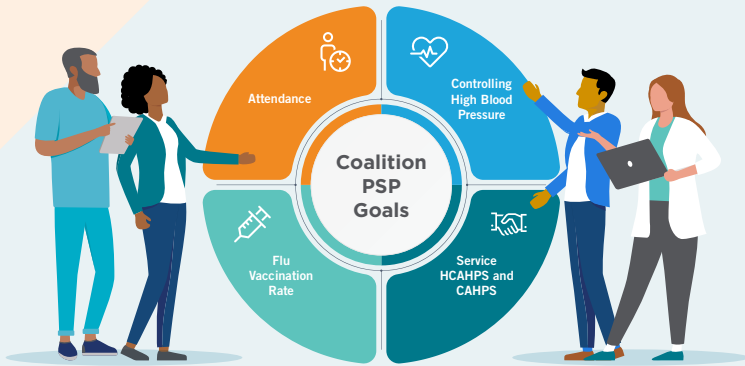 Attendance
Controlling
High Blood
Pressure
Coalition
PSP
Goals
Flu
Vaccination
Rate
Service
HCAHPS and
CAHPS